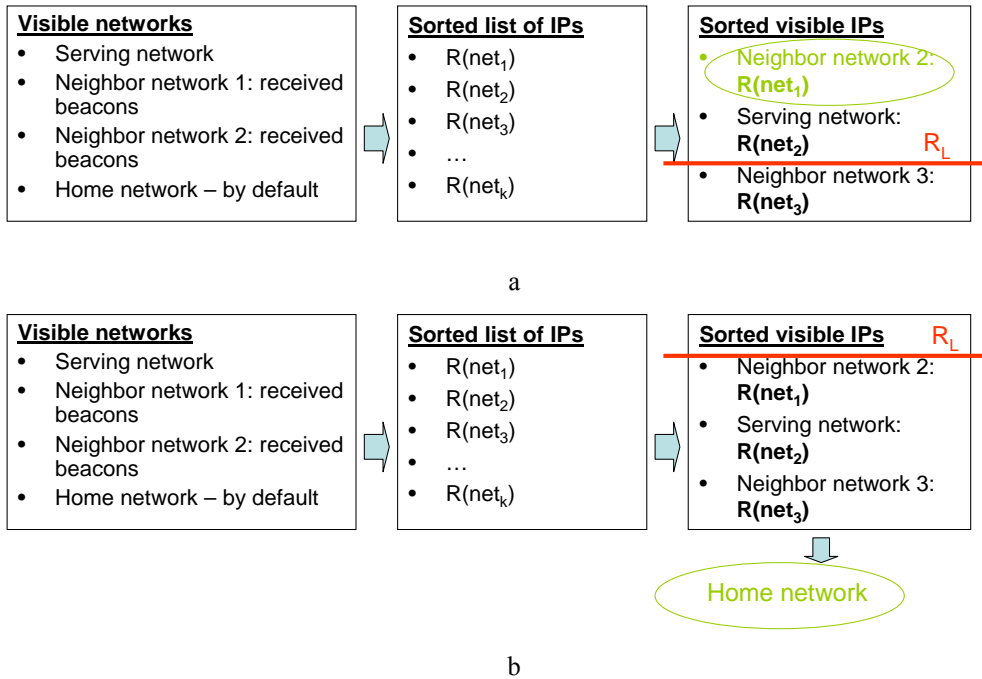 Visible networks
• Serving network
• Neighbor network 1: received
beacons
• Neighbor network 2: received
beacons
• Home network – by default
Sorted list of IPs
• R(net₁)
• R(net₂)
• R(net₃)
• …
• R(netₖ)
Sorted visible IPs
• Neighbor network 2:
R(net₁)
• Serving network:
R(net₂)
R_L
• Neighbor network 3:
R(net₃)
a
Visible networks
• Serving network
• Neighbor network 1: received
beacons
• Neighbor network 2: received
beacons
• Home network – by default
Sorted list of IPs
• R(net₁)
• R(net₂)
• R(net₃)
• …
• R(netₖ)
Sorted visible IPs
R_L
• Neighbor network 2:
R(net₁)
• Serving network:
R(net₂)
• Neighbor network 3:
R(net₃)
Home network
b